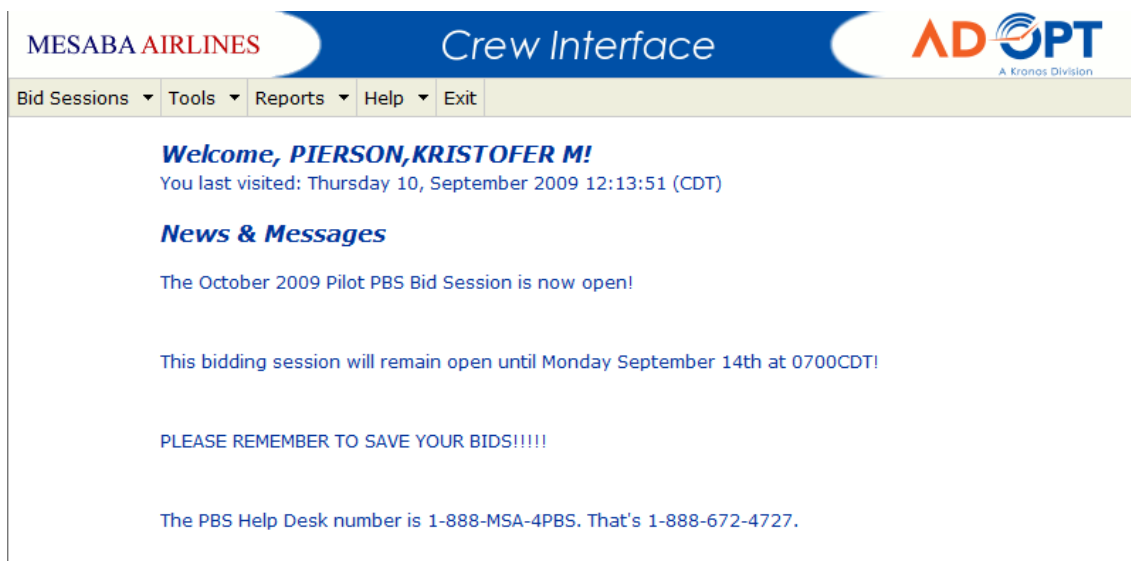 MESABA AIRLINES
Crew Interface
ADOPT
A Kronos Division
Bid Sessions Tools Reports Help Exit
Welcome, PIERSON,KRISTOFER M!
You last visited: Thursday 10, September 2009 12:13:51 (CDT)
News & Messages
The October 2009 Pilot PBS Bid Session is now open!
This bidding session will remain open until Monday September 14th at 0700CDT!
PLEASE REMEMBER TO SAVE YOUR BIDS!!!!!
The PBS Help Desk number is 1-888-MSA-4PBS. That's 1-888-672-4727.